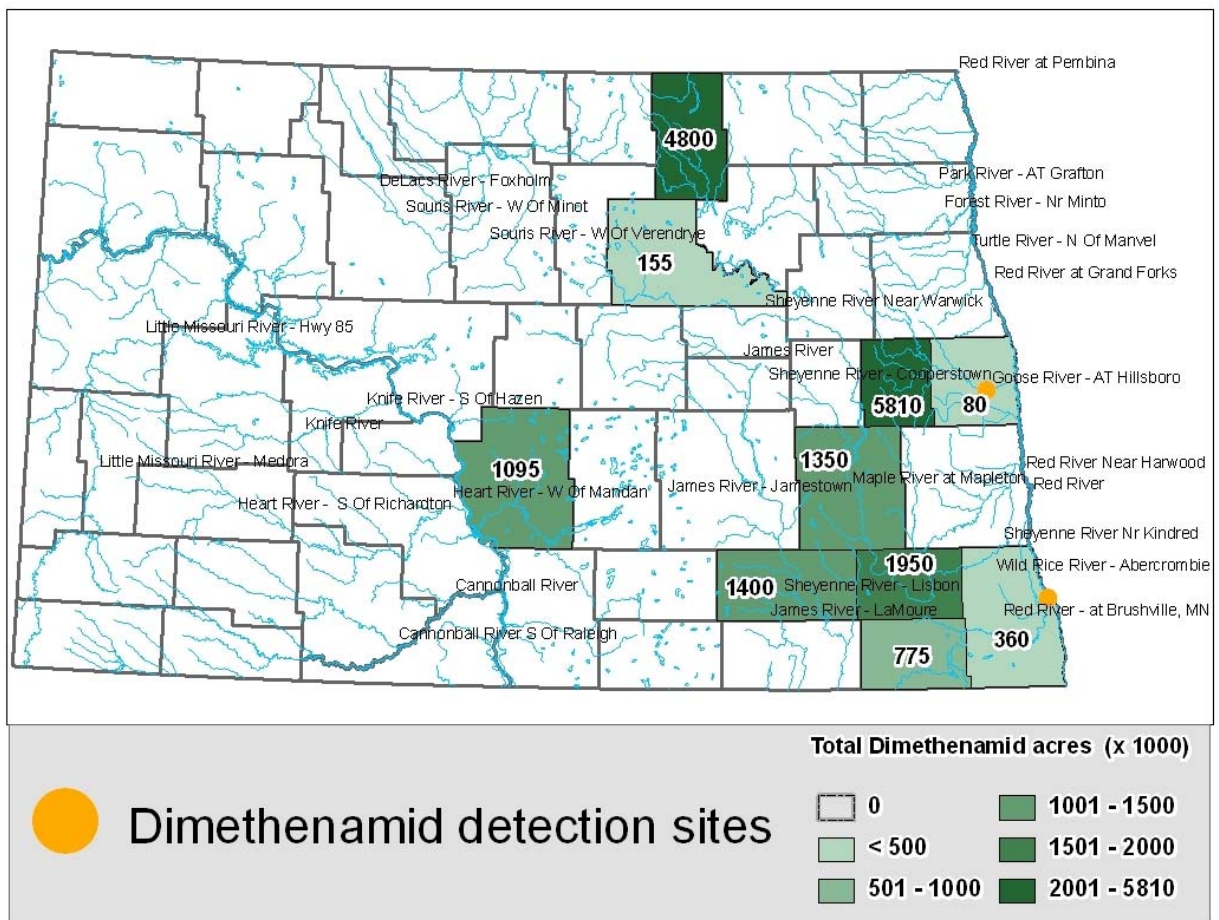 Red River at Pembina
4800
Park River - AT Grafton
DeLacs River - Foxholm
Forest River - Nr Minto
Souris River - W Of Minot
Souris River - W Of Verendrye
Turtle River - N Of Manvel
155
Red River at Grand Forks
Sheyenne River Near Warwick
Little Missouri River - Hwy 85
James River
Sheyenne River - Cooperstown
Goose River - AT Hillsboro
Knife River - S Of Hazen
5810
80
Knife River
1350
Little Missouri River - Medora
1095
Red River Near Harwood
Maple River at Mapleton
Red River
James River - Jamestown
Heart River - W Of Mandan
Heart River - S Of Richardton
Sheyenne River Nr Kindred
1950
Wild Rice River - Abercrombie
Cannonball River
1400
Sheyenne River - Lisbon
James River - LaMoure
Red River - at Brushville, MN
Cannonball River S Of Raleigh
360
775
Total Dimethenamid acres (x 1000)
Dimethenamid detection sites
0
< 500
501 - 1000
1001 - 1500
1501 - 2000
2001 - 5810